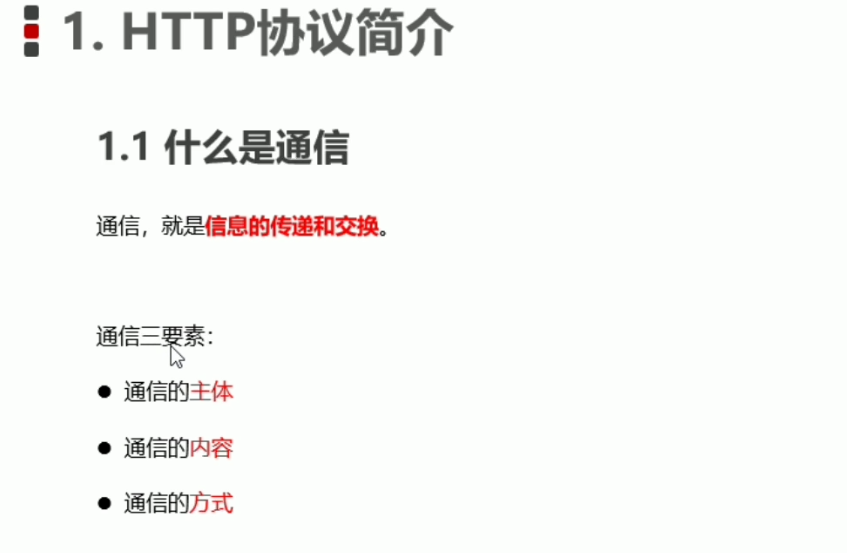 1. HTTP协议简介
1.1 什么是通信
通信，就是信息的传递和交换。
通信三要素：
● 通信的主体
● 通信的内容
● 通信的方式